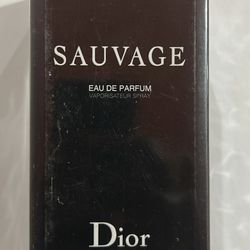 SAUVAGE
EAU DE PARFUM
VAPORISATEUR SPRAY
Dior